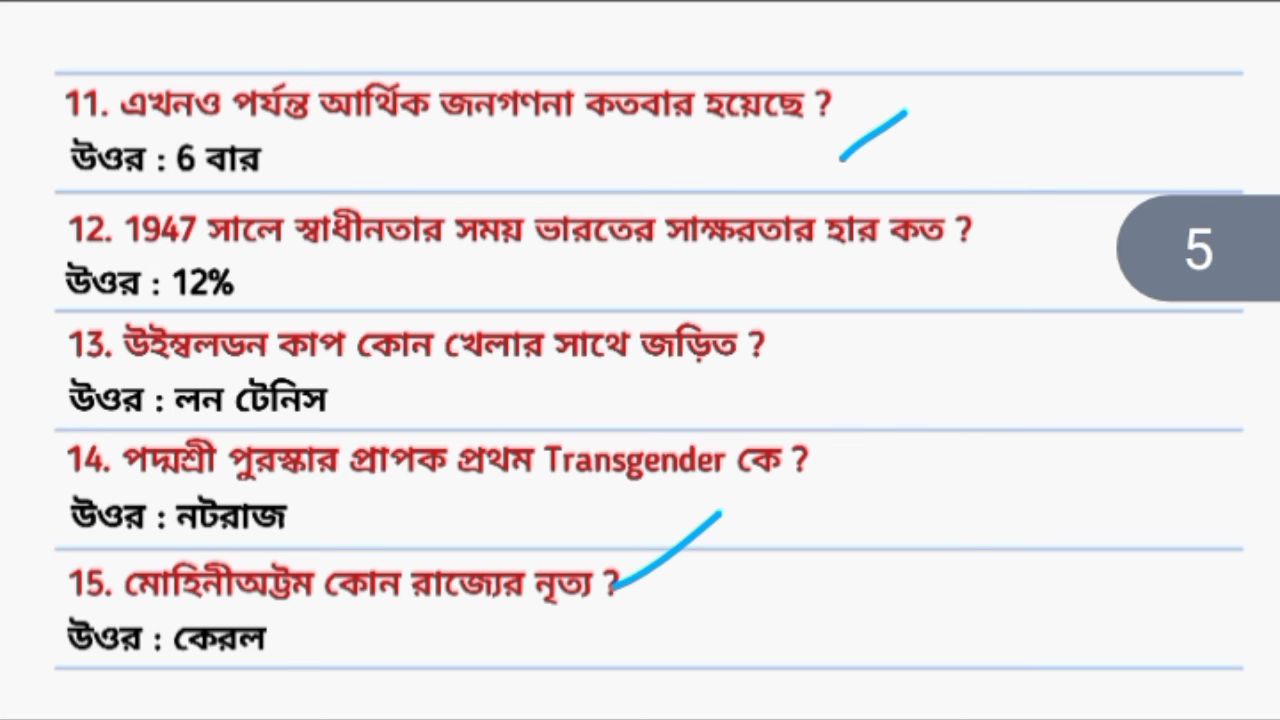 11. এখনও পর্যন্ত আর্থিক জনগণনা কতবার হয়েছে ?
উওর : 6 বার
12. 1947 সালে স্বাধীনতার সময় ভারতের সাক্ষরতার হার কত ?
5
উওর : 12%
13. উইম্বলডন কাপ কোন খেলার সাথে জড়িত ?
উওর : লন টেনিস
14. পদ্মশ্রী পুরস্কার প্রাপক প্রথম Transgender কে ?
উওর : নটরাজ
15. মোহিনীঅট্টম কোন রাজ্যের নৃত্য ?
উওর : কেরল